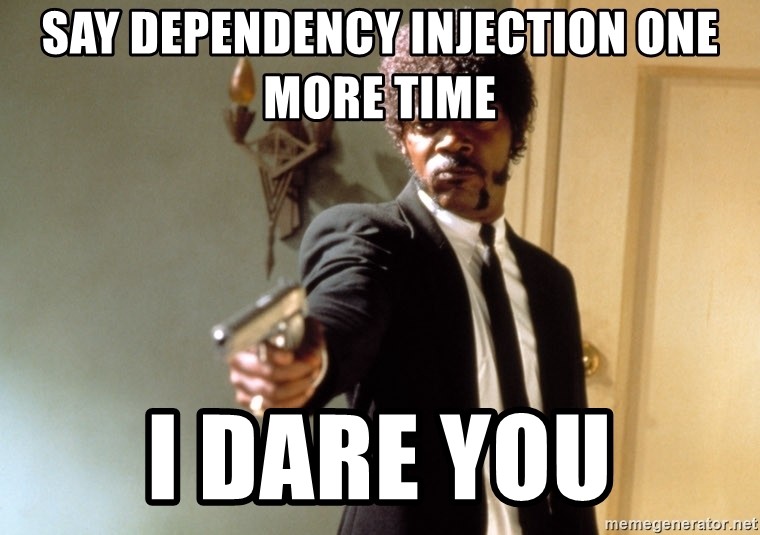 SAY DEPENDENCY INJECTION ONE
MORE TIME
I DARE YOU
memegenerator.net